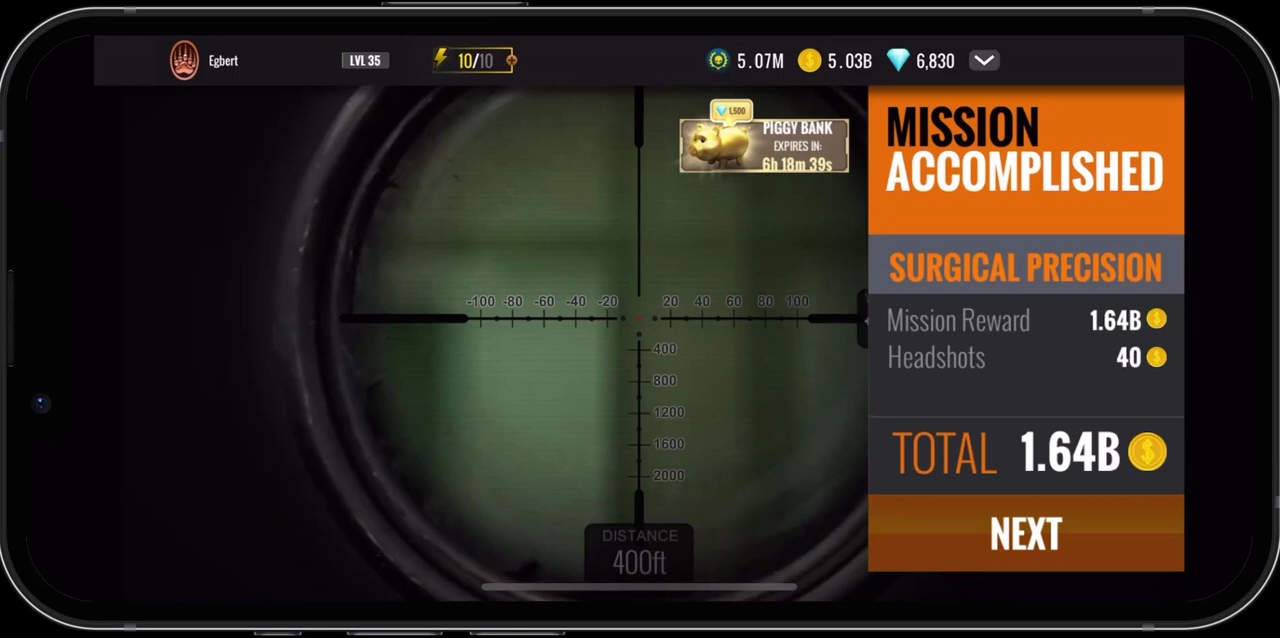 Egbert
LVL 35
10/10
5.07M
5.03B
6,830
1,500
PIGGY BANK
EXPIRES IN:
6h 18m 39s
MISSION
ACCOMPLISHED
SURGICAL PRECISION
Mission Reward 1.64B
Headshots 40
TOTAL 1.64B
NEXT
-100 -80 -60 -40 -20 20 40 60 80 100
400
800
1200
1600
2000
DISTANCE
400ft